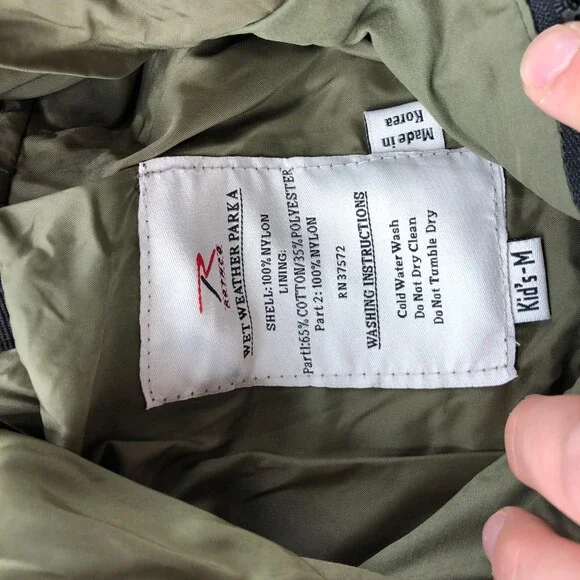 ROTHCO
WET WEATHER PARKA
SHELL:100% NYLON
LINING:
Part1:65% COTTON/35% POLYESTER
Part 2: 100% NYLON
RN 37572
WASHING INSTRUCTIONS
Cold Water Wash
Do Not Dry Clean
Do Not Tumble Dry
Kid's-M
Made in
Korea